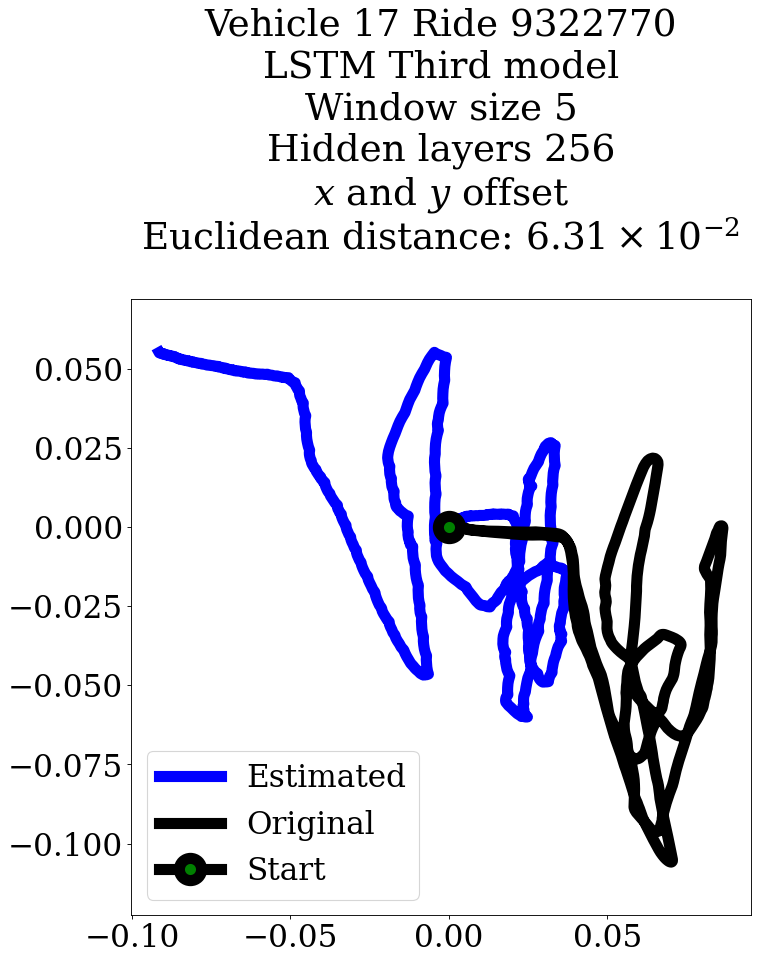 Vehicle 17 Ride 9322770
LSTM Third model
Window size 5
Hidden layers 256
x and y offset
Euclidean distance: 6.31 × 10⁻²
0.050
0.025
0.000
−0.025
−0.050
−0.075
−0.100
Estimated
Original
Start
−0.10
−0.05
0.00
0.05